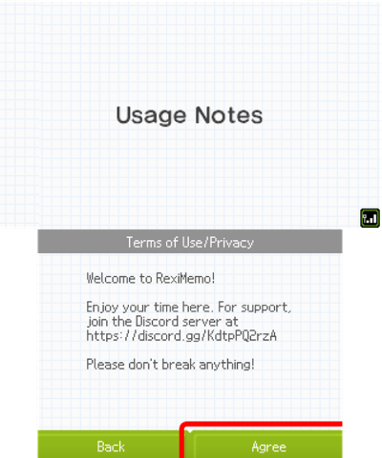 Usage Notes
Terms of Use/Privacy
Welcome to RexiMemo!
Enjoy your time here. For support,
join the Discord server at
https://discord.gg/KdtpPQ2rzA
Please don't break anything!
Back
Agree